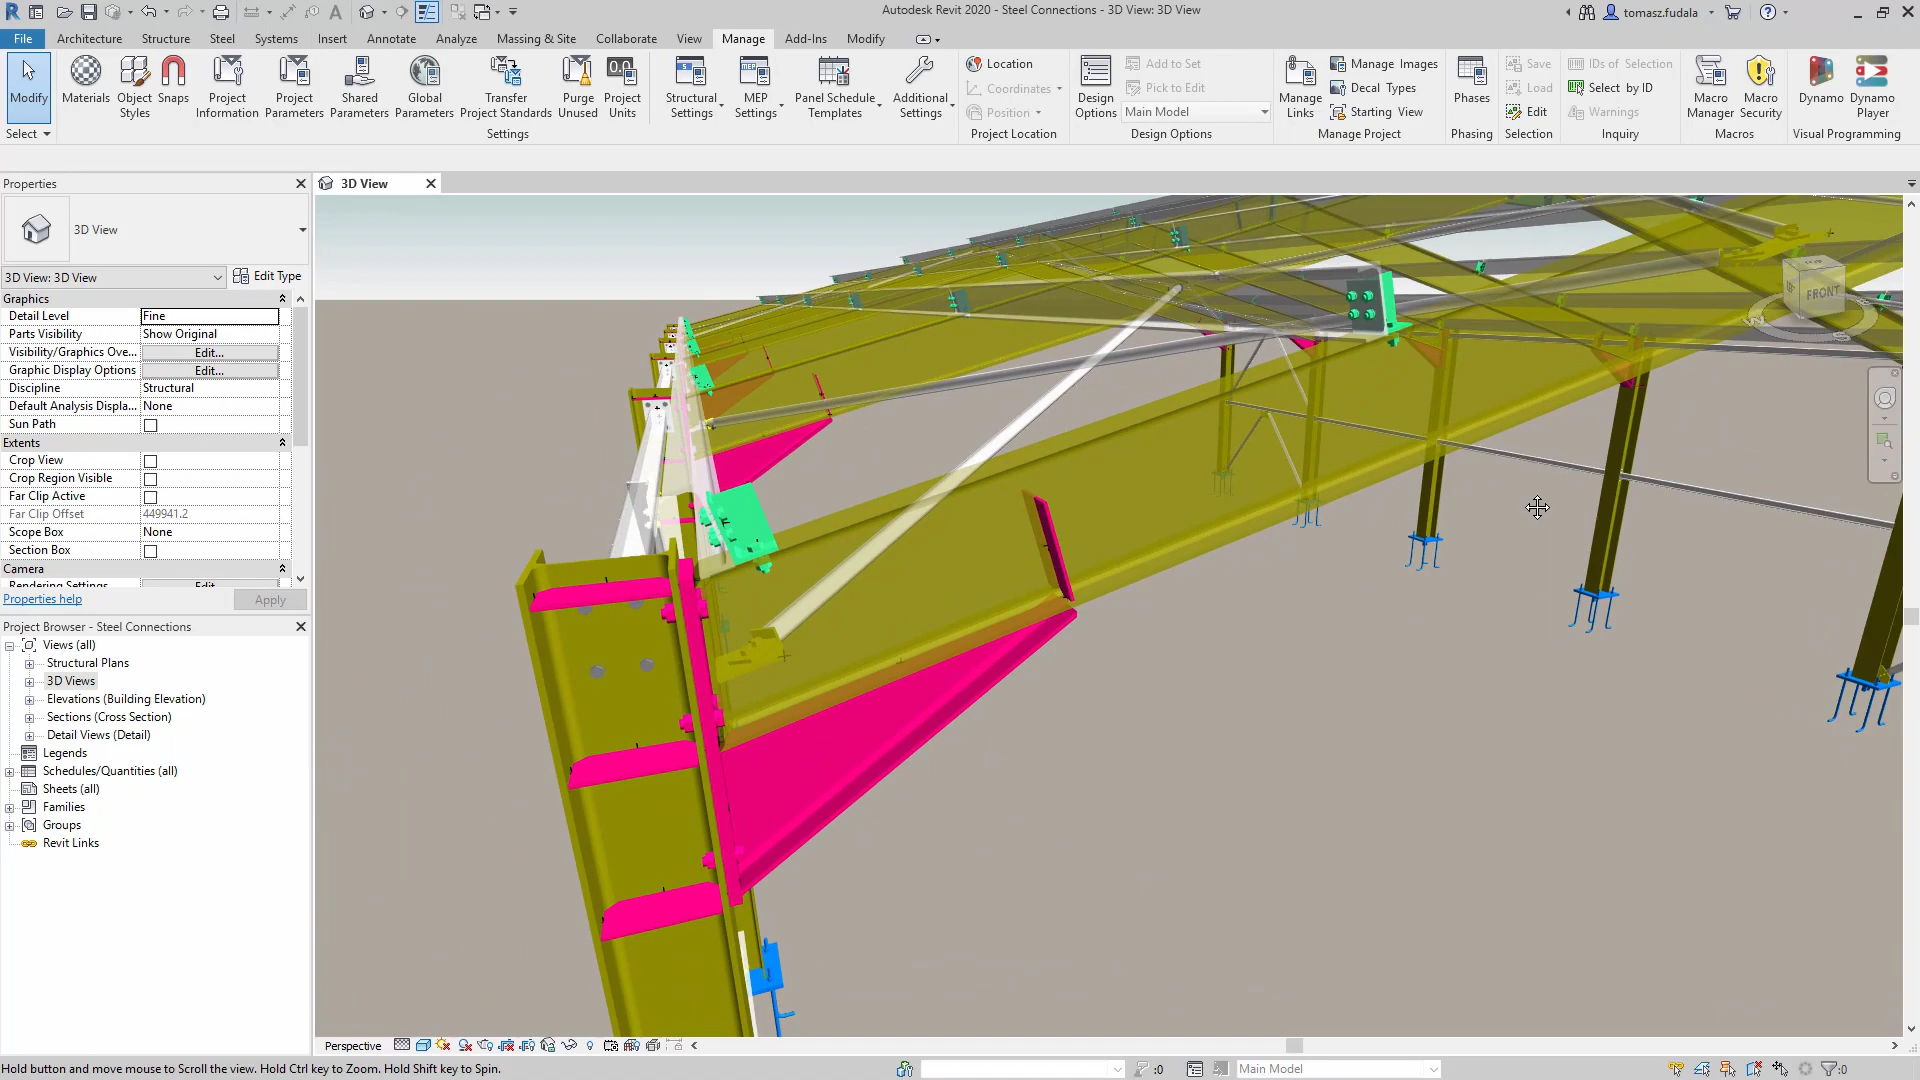 Autodesk Revit 2020 - Steel Connections - 3D View: 3D View
tomasz.fudala
File Architecture Structure Steel Systems Insert Annotate Analyze Massing & Site Collaborate View Manage Add-Ins Modify
Modify
Materials
Object Styles
Snaps
Project Information
Project Parameters
Shared Parameters
Global Parameters
Transfer Project Standards
Purge Unused
Project Units
Structural Settings
MEP Settings
Panel Schedule Templates
Additional Settings
Location
Coordinates
Position
Design Options
Add to Set
Pick to Edit
Main Model
Manage Links
Manage Images
Decal Types
Starting View
Phases
Save
Load
Edit
IDs of Selection
Select by ID
Warnings
Macro Manager
Macro Security
Dynamo
Dynamo Player
Select
Settings
Project Location
Design Options
Manage Project
Phasing
Selection
Inquiry
Macros
Visual Programming
Properties
3D View
3D View
3D View: 3D View
Edit Type
Graphics
Detail Level Fine
Parts Visibility Show Original
Visibility/Graphics Ove... Edit...
Graphic Display Options Edit...
Discipline Structural
Default Analysis Displa... None
Sun Path
Extents
Crop View
Crop Region Visible
Far Clip Active
Far Clip Offset 449941.2
Scope Box None
Section Box
Camera
Rendering Settings Edit...
Properties help
Apply
Project Browser - Steel Connections
Views (all)
Structural Plans
3D Views
Elevations (Building Elevation)
Sections (Cross Section)
Detail Views (Detail)
Legends
Schedules/Quantities (all)
Sheets (all)
Families
Groups
Revit Links
FRONT
Perspective
Hold button and move mouse to Scroll the view. Hold Ctrl key to Zoom. Hold Shift key to Spin.
:0
Main Model
:0